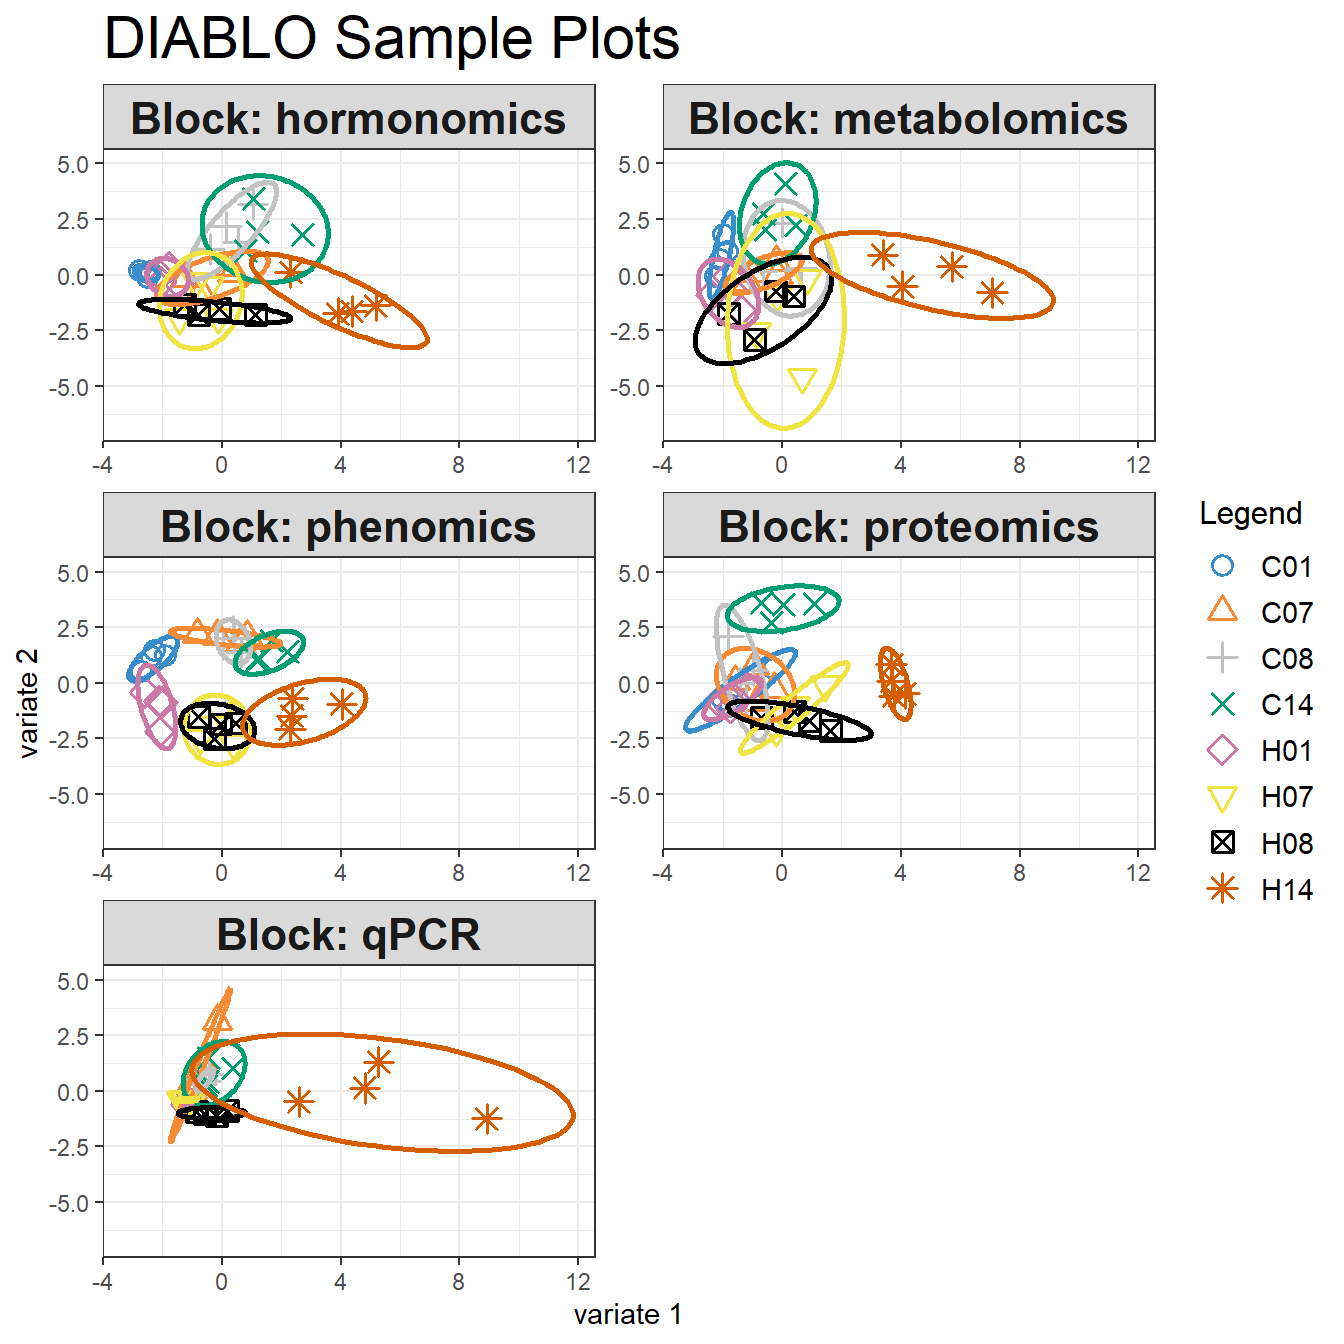 DIABLO Sample Plots
Block: hormonomics
Block: metabolomics
5.0
2.5
0.0
-2.5
-5.0
-4 0 4 8 12
5.0
2.5
0.0
-2.5
-5.0
-4 0 4 8 12
Block: phenomics
Block: proteomics
5.0
2.5
0.0
-2.5
-5.0
-4 0 4 8 12
5.0
2.5
0.0
-2.5
-5.0
-4 0 4 8 12
Block: qPCR
5.0
2.5
0.0
-2.5
-5.0
-4 0 4 8 12
variate 2
variate 1
Legend
C01
C07
C08
C14
H01
H07
H08
H14